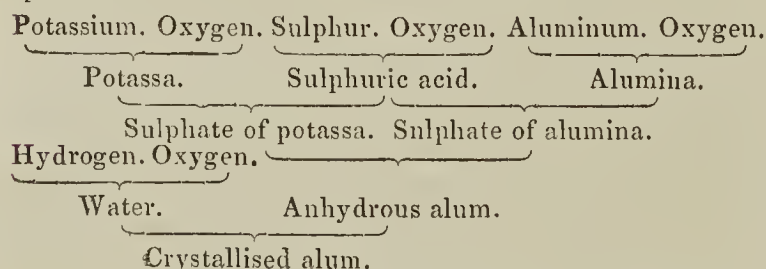 Potassium. Oxygen. Sulphur. Oxygen. Aluminum. Oxygen.
Potassa. Sulphuric acid. Alumina.
Sulphate of potassa. Snlphate of alumina.
Hydrogen. Oxygen.
Water. Anhydrous alum.
Crystallised alum.